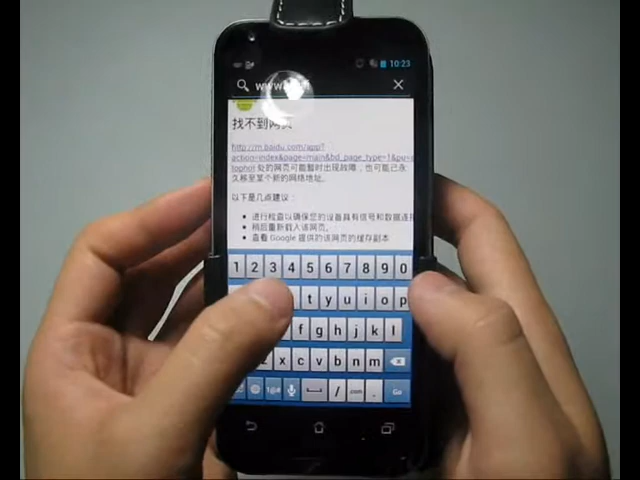 10:23
找不到网页
http://m.baidu.com/app?
action=index&page=main&bd_page_type=1&pu=s
处的网页可能暂时出现故障，也可能已永
久移至某个新的网络地址。
以下是几点建议：
• 进行检查以确保您的设备具有信号和数据连
• 稍后重新载入该网页。
• 查看 Google 提供的该网页的缓存副本
1 2 3 4 5 6 7 8 9 0
t y u i o p
f g h j k l
z x c v b n m
1@# / .com . Go